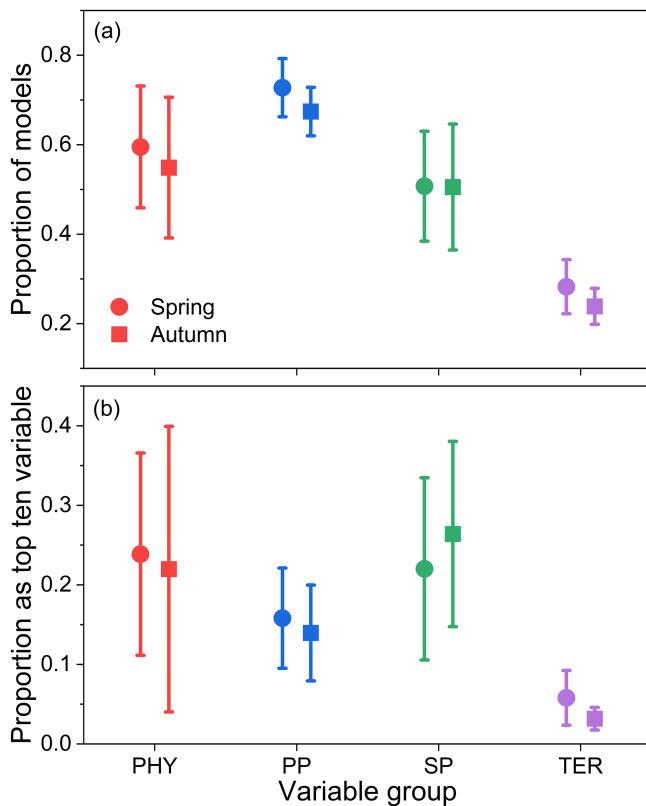 (a)
Proportion of models
0.8
0.6
0.4
0.2
Spring
Autumn
(b)
Proportion as top ten variable
0.4
0.3
0.2
0.1
0.0
PHY PP SP TER
Variable group